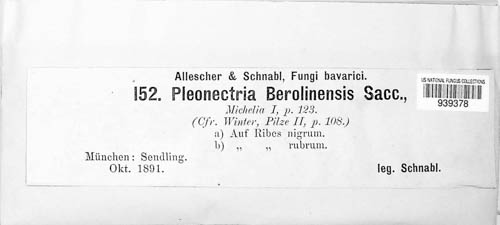 Allescher & Schnabl, Fungi bavarici.
152. Pleonectria Berolinensis Sacc.,
Michelia I, p. 123.
(Cfr. Winter, Pilze II, p. 108.)
a) Auf Ribes nigrum.
b) „ „ rubrum.
München: Sendling.
Okt. 1891.
leg. Schnabl.
US NATIONAL FUNGUS COLLECTIONS
939378